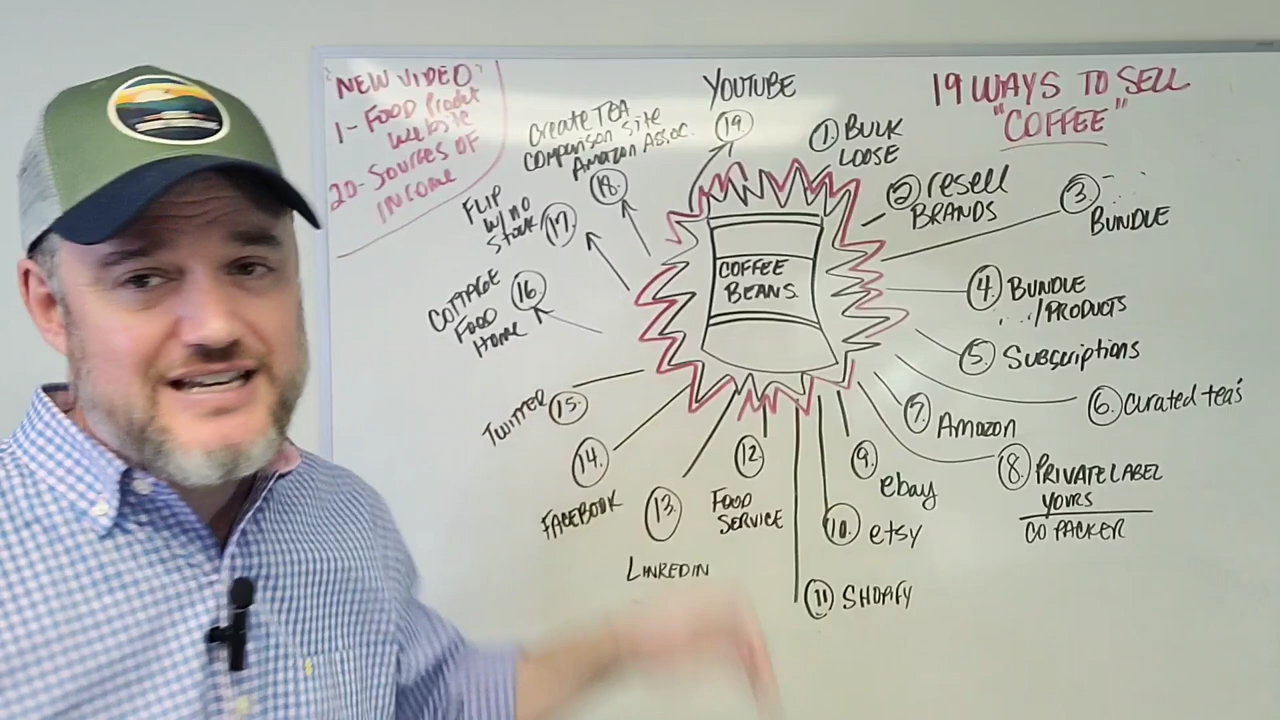 "NEW VIDEO"
1- FOOD Product
website
20- SOURCES OF
INCOME
19 WAYS TO SELL
"COFFEE"
COFFEE
BEANS.
1. BULK
LOOSE
2 resell
BRANDS
3.
BUNDLE
4. BUNDLE
/PRODUCTS
5. Subscriptions
6. Curated tea's
7. Amazon
8. PRIVATE LABEL
YOURS
CO PACKER
9. ebay
10. etsy
11 SHOPIFY
12.
FOOD
SERVICE
13.
LINKEDIN
14.
FACEBOOK
TWITTER 15.
COTTAGE
FOOD
Home
16.
FLIP
W/ NO
Stock
17.
Create TEA
Comparison Site
Amazon Assoc.
18.
YOUTUBE
19.